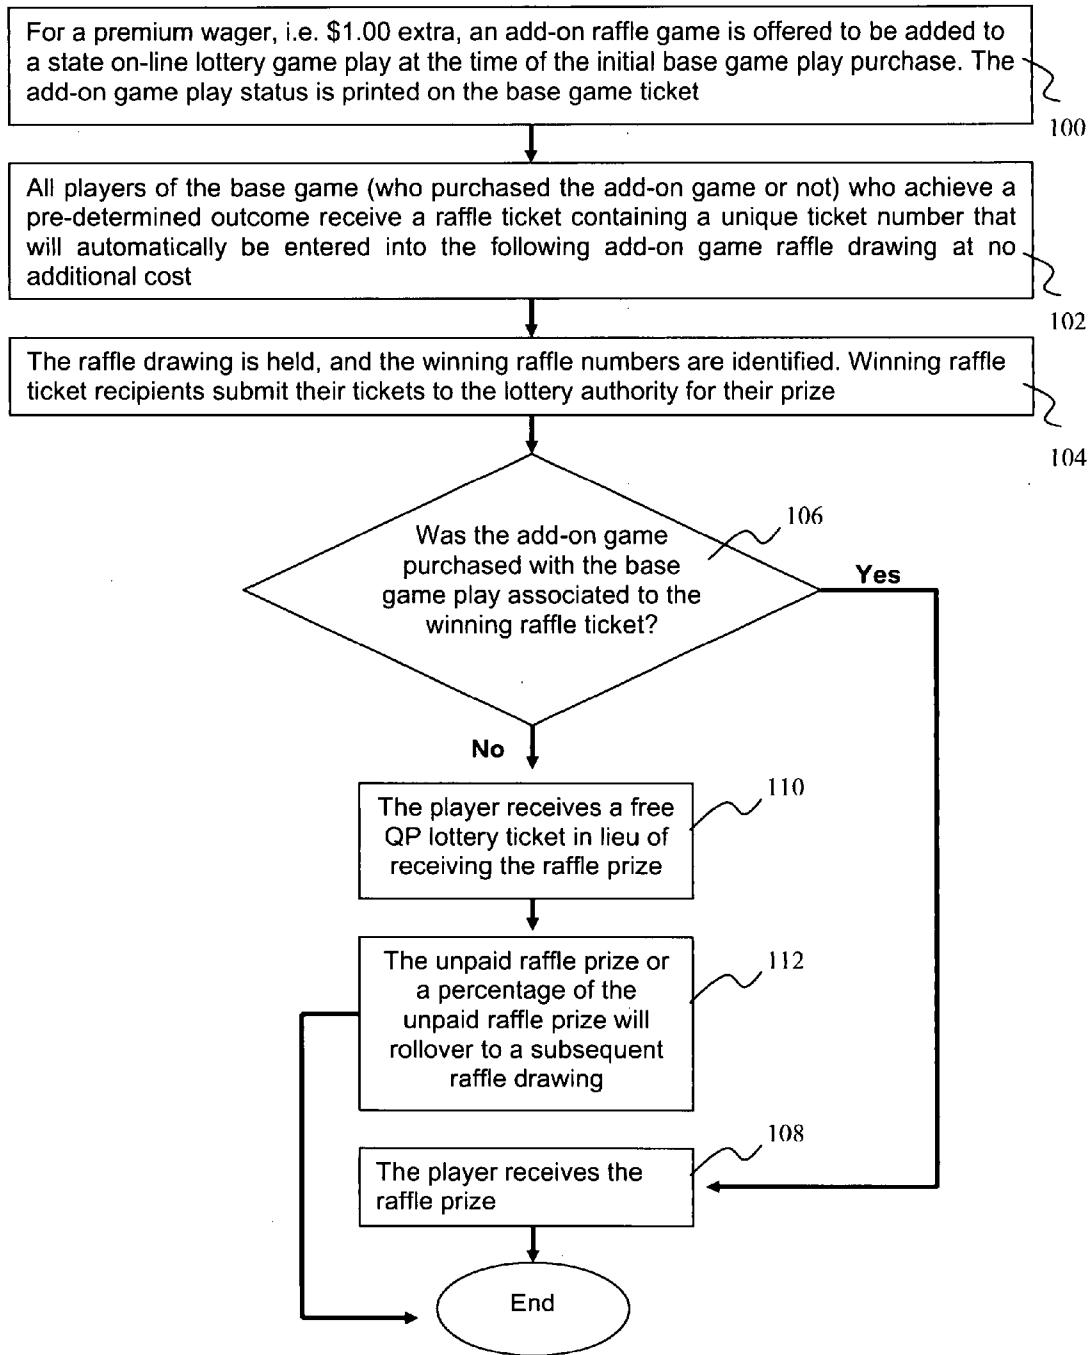 For a premium wager, i.e. $1.00 extra, an add-on raffle game is offered to be added to
a state on-line lottery game play at the time of the initial base game play purchase. The
add-on game play status is printed on the base game ticket
100
All players of the base game (who purchased the add-on game or not) who achieve a
pre-determined outcome receive a raffle ticket containing a unique ticket number that
will automatically be entered into the following add-on game raffle drawing at no
additional cost
102
The raffle drawing is held, and the winning raffle numbers are identified. Winning raffle
ticket recipients submit their tickets to the lottery authority for their prize
104
106
Was the add-on game
purchased with the base
game play associated to the
winning raffle ticket?
Yes
No
110
The player receives a free
QP lottery ticket in lieu of
receiving the raffle prize
112
The unpaid raffle prize or
a percentage of the
unpaid raffle prize will
rollover to a subsequent
raffle drawing
108
The player receives the
raffle prize
End